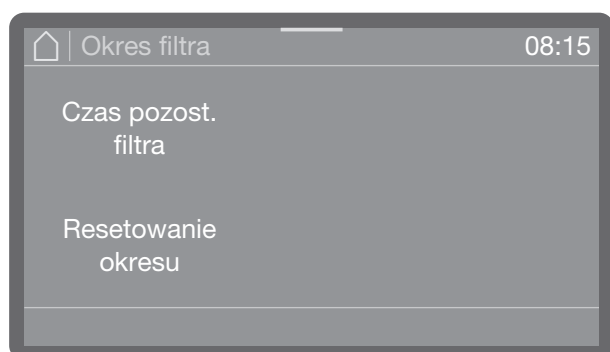 Okres filtra
08:15
Czas pozost.
filtra
Resetowanie
okresu